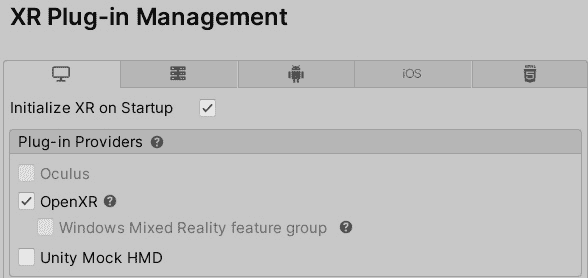 XR Plug-in Management
iOS
Initialize XR on Startup
Plug-in Providers ?
Oculus
OpenXR ?
Windows Mixed Reality feature group ?
Unity Mock HMD